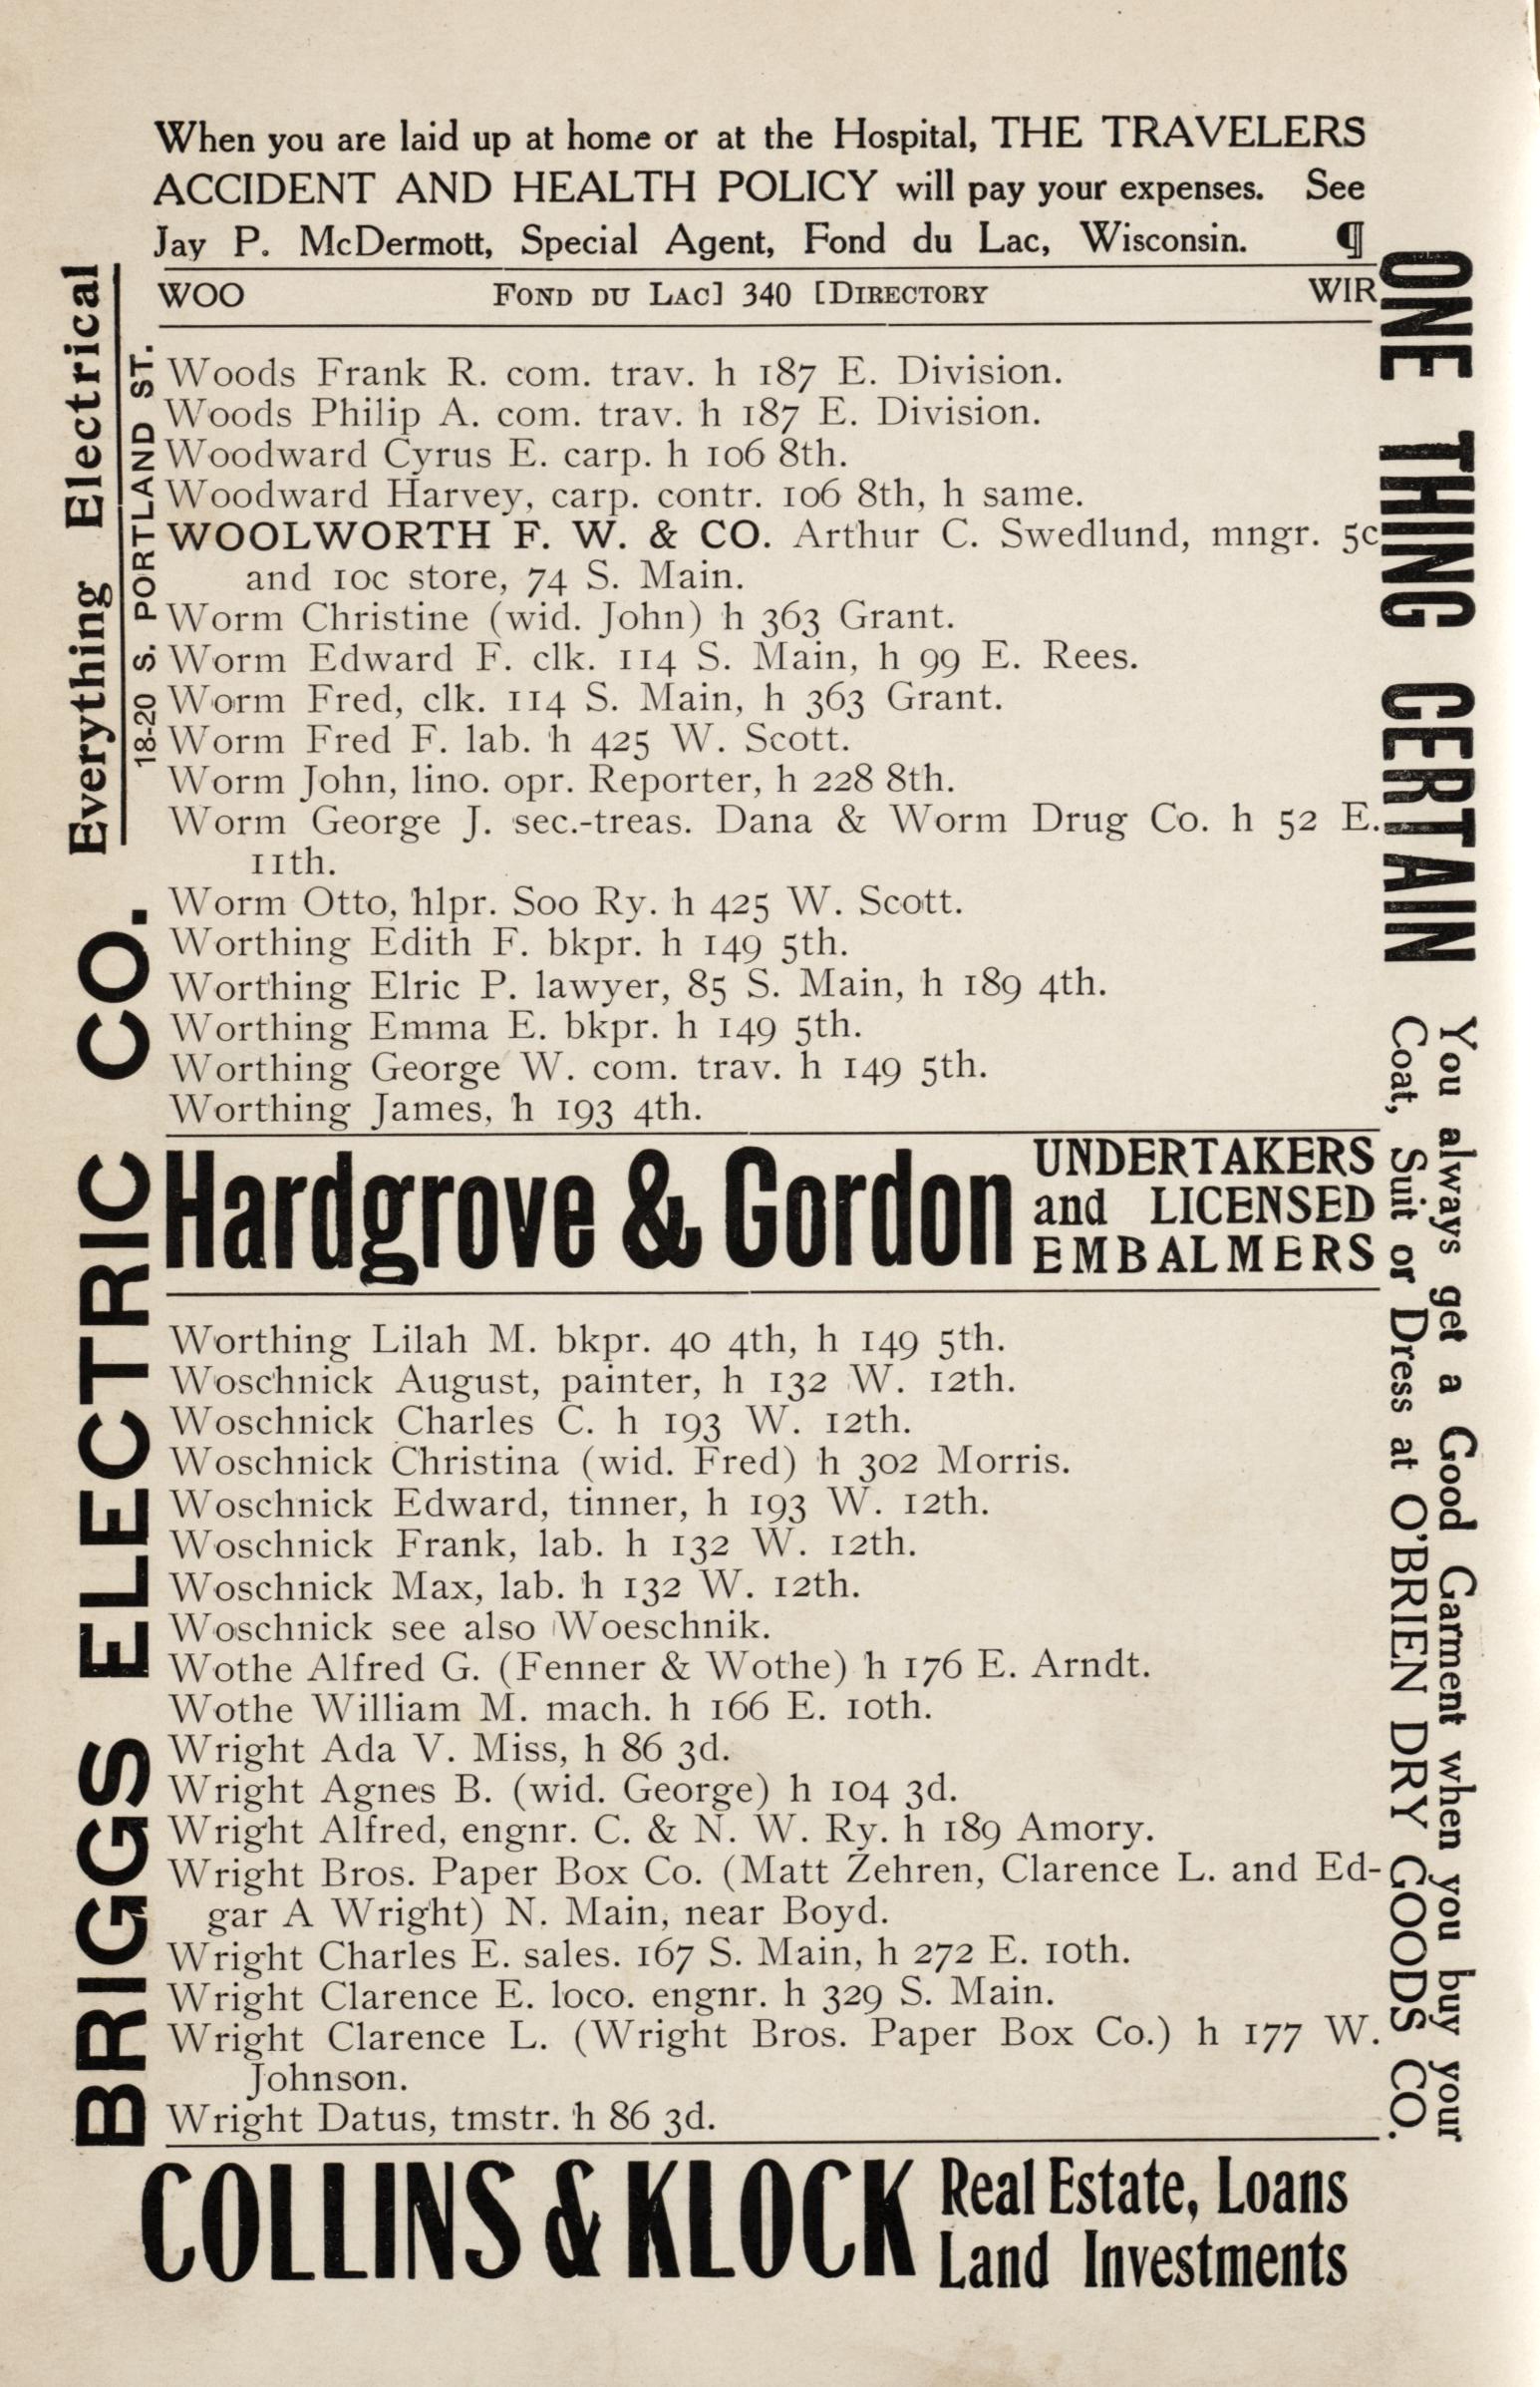 When you are laid up at home or at the Hospital, THE TRAVELERS
ACCIDENT AND HEALTH POLICY will pay your expenses. See
Jay P. McDermott, Special Agent, Fond du Lac, Wisconsin. ¶
WOO FOND DU LAC] 340 [DIRECTORY WIR
Woods Frank R. com. trav. h 187 E. Division.
Woods Philip A. com. trav. h 187 E. Division.
Woodward Cyrus E. carp. h 106 8th.
Woodward Harvey, carp. contr. 106 8th, h same.
WOOLWORTH F. W. & CO. Arthur C. Swedlund, mngr. 5c
and 10c store, 74 S. Main.
Worm Christine (wid. John) h 363 Grant.
Worm Edward F. clk. 114 S. Main, h 99 E. Rees.
Worm Fred, clk. 114 S. Main, h 363 Grant.
Worm Fred F. lab. h 425 W. Scott.
Worm John, lino. opr. Reporter, h 228 8th.
Worm George J. sec.-treas. Dana & Worm Drug Co. h 52 E.
11th.
Worm Otto, hlpr. Soo Ry. h 425 W. Scott.
Worthing Edith F. bkpr. h 149 5th.
Worthing Elric P. lawyer, 85 S. Main, h 189 4th.
Worthing Emma E. bkpr. h 149 5th.
Worthing George W. com. trav. h 149 5th.
Worthing James, h 193 4th.
Hardgrove & Gordon
UNDERTAKERS
and LICENSED
EMBALMERS
Worthing Lilah M. bkpr. 40 4th, h 149 5th.
Woschnick August, painter, h 132 W. 12th.
Woschnick Charles C. h 193 W. 12th.
Woschnick Christina (wid. Fred) h 302 Morris.
Woschnick Edward, tinner, h 193 W. 12th.
Woschnick Frank, lab. h 132 W. 12th.
Woschnick Max, lab. h 132 W. 12th.
Woschnick see also Woeschnik.
Wothe Alfred G. (Fenner & Wothe) h 176 E. Arndt.
Wothe William M. mach. h 166 E. 10th.
Wright Ada V. Miss, h 86 3d.
Wright Agnes B. (wid. George) h 104 3d.
Wright Alfred, engnr. C. & N. W. Ry. h 189 Amory.
Wright Bros. Paper Box Co. (Matt Zehren, Clarence L. and Ed-
gar A Wright) N. Main, near Boyd.
Wright Charles E. sales. 167 S. Main, h 272 E. 10th.
Wright Clarence E. loco. engnr. h 329 S. Main.
Wright Clarence L. (Wright Bros. Paper Box Co.) h 177 W.
Johnson.
Wright Datus, tmstr. h 86 3d.
COLLINS & KLOCK
Real Estate, Loans
Land Investments
BRIGGS ELECTRIC CO.
Everything Electrical
18-20 S. PORTLAND ST.
ONE THING CERTAIN
You always get a Good Garment when you buy your
Coat, Suit or Dress at O'BRIEN DRY GOODS CO.